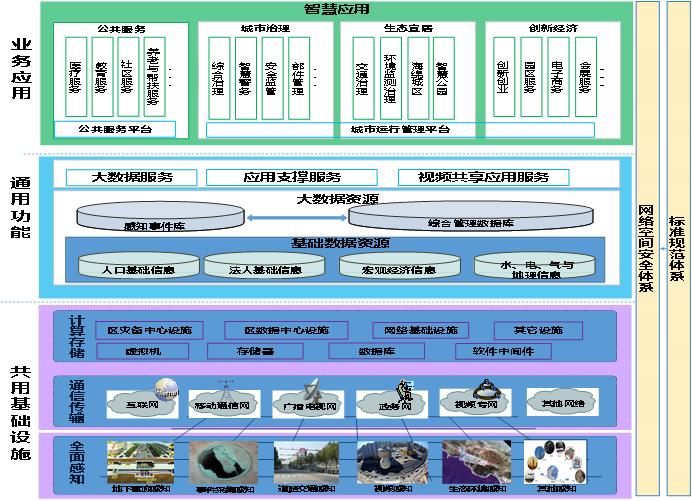 业务应用
智慧应用
公共服务
医疗服务
教育服务
社区服务
养老与帮扶服务
...
公共服务平台
城市治理
综合治理
智慧警务
安全监管
部件管理
...
生态宜居
交通治理
环境监测治理
海绵城区
智慧公园
创新经济
创新创业
园区服务
电子商务
会展服务
...
城市运行管理平台
通用功能
大数据服务
应用支撑服务
视频共享应用服务
大数据资源
感知事件库
综合管理数据库
基础数据资源
人口基础信息
法人基础信息
宏观经济信息
水、电、气与
地理信息
共用基础设施
计算存储
区灾备中心设施
区数据中心设施
网络基础设施
其它设施
虚拟机
存储器
数据库
软件中间件
通信传输
互联网
移动通信网
广播电视网
政务网
视频专网
其他网络
全面感知
网络空间安全体系
标准规范体系